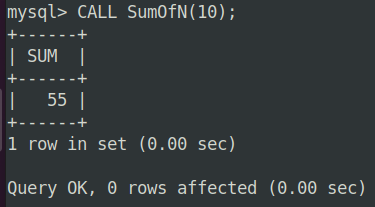 mysql> CALL SumOfN(10);
+------+
| SUM  |
+------+
|   55 |
+------+
1 row in set (0.00 sec)

Query OK, 0 rows affected (0.00 sec)